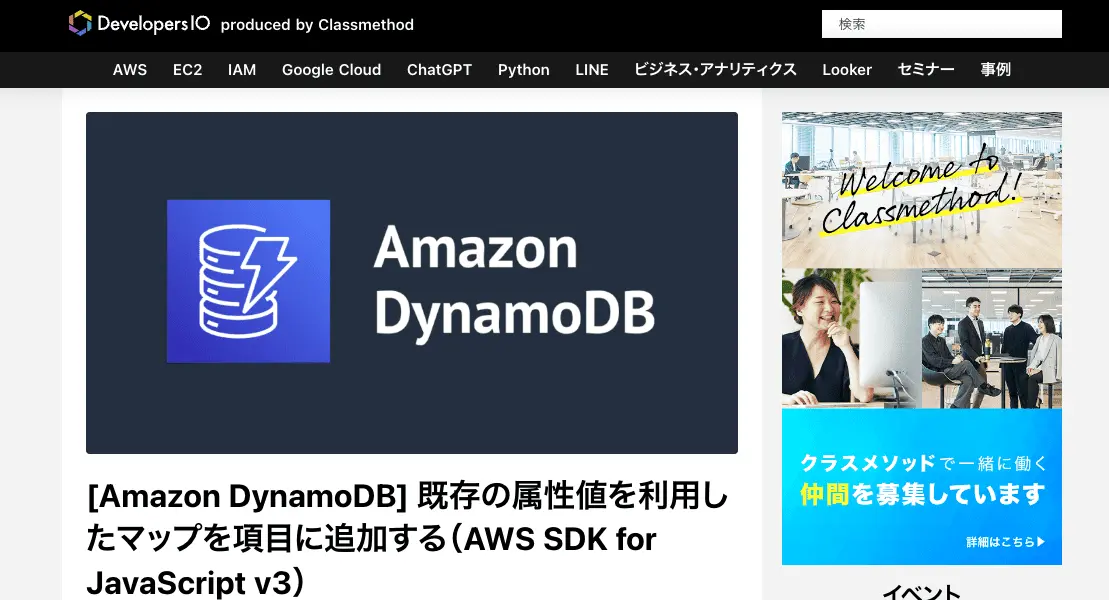 DevelopersIO produced by Classmethod
検索
AWS EC2 IAM Google Cloud ChatGPT Python LINE ビジネス・アナリティクス Looker セミナー 事例
Amazon
DynamoDB
[Amazon DynamoDB] 既存の属性値を利用し
たマップを項目に追加する（AWS SDK for
JavaScript v3）
Welcome to
Classmethod!
クラスメソッドで一緒に働く
仲間を募集しています
詳細はこちら▶
イベント